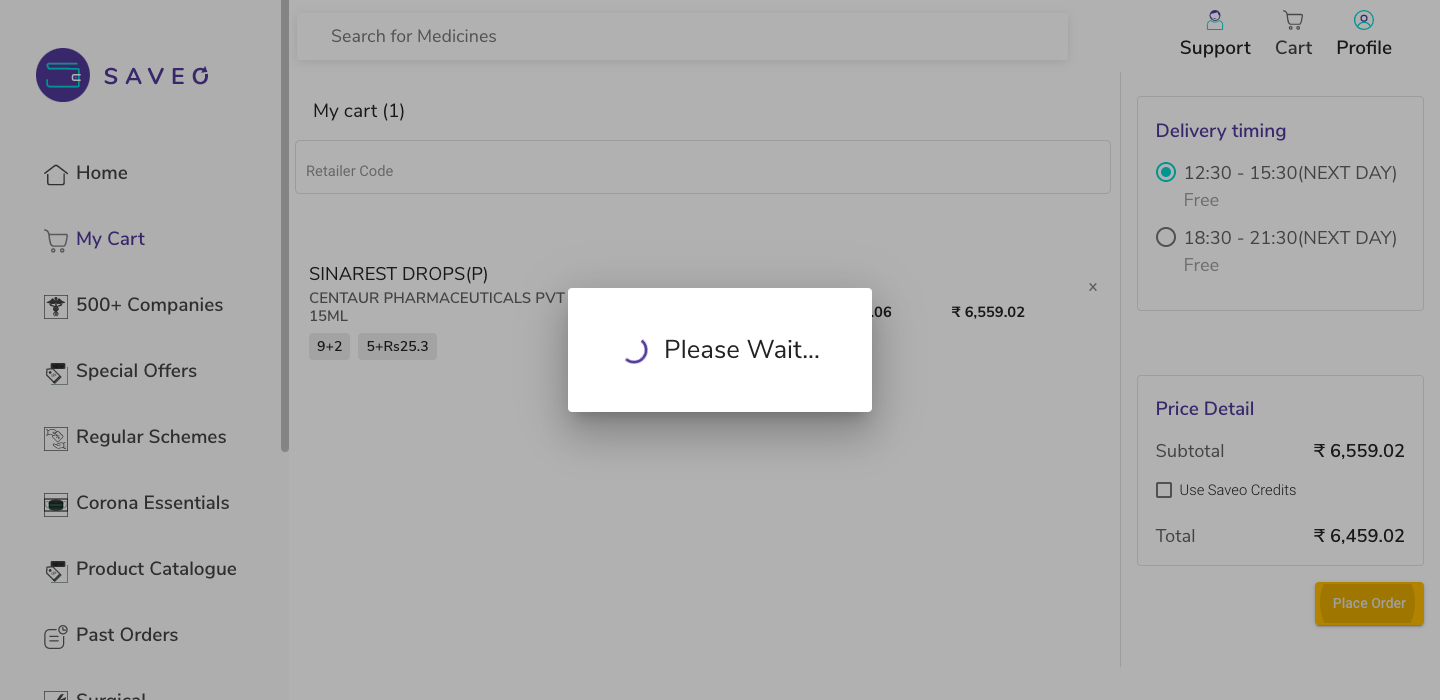 SAVEO
Home
My Cart
500+ Companies
Special Offers
Regular Schemes
Corona Essentials
Product Catalogue
Past Orders
Surgical
Search for Medicines
Support
Cart
Profile
My cart (1)
Retailer Code
SINAREST DROPS(P)
CENTAUR PHARMACEUTICALS PVT
15ML
9+2
5+Rs25.3
.06
₹ 6,559.02
x
Please Wait...
Delivery timing
12:30 - 15:30(NEXT DAY)
Free
18:30 - 21:30(NEXT DAY)
Free
Price Detail
Subtotal ₹ 6,559.02
Use Saveo Credits
Total ₹ 6,459.02
Place Order